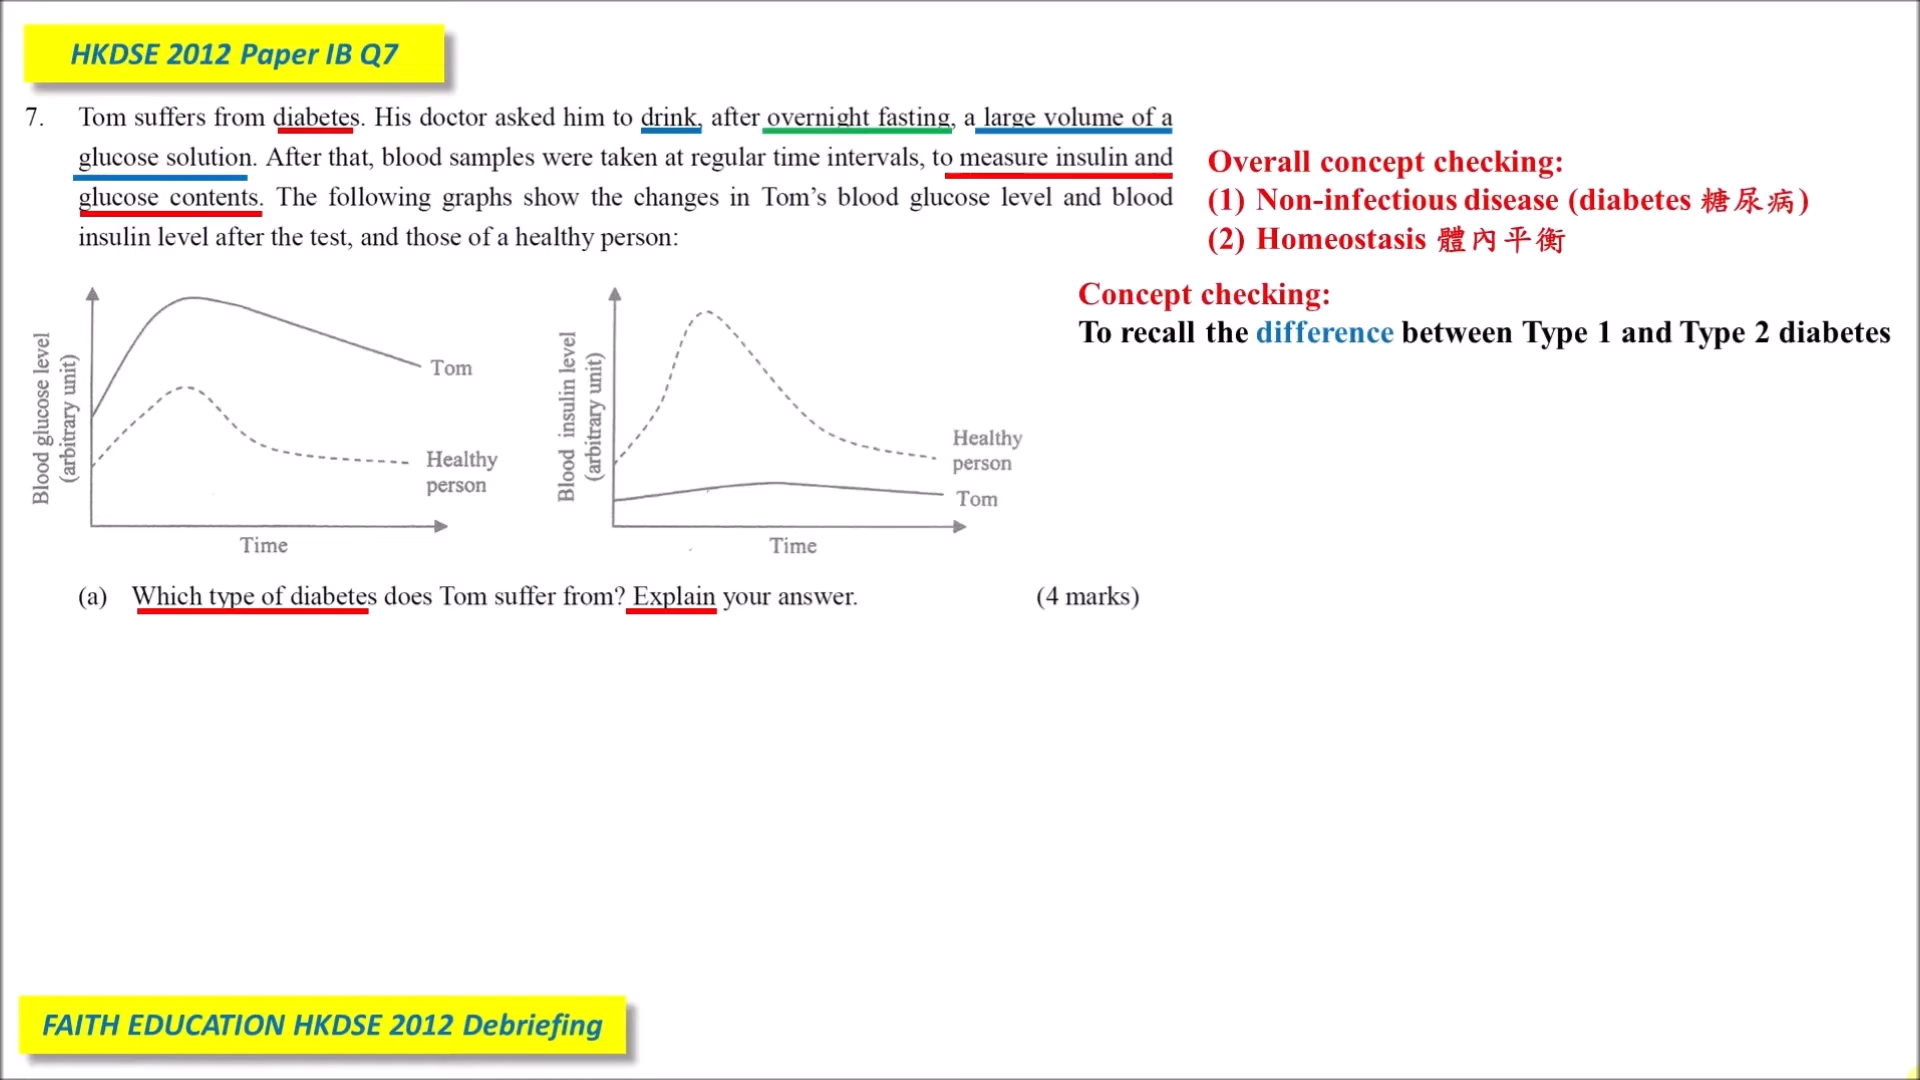 HKDSE 2012 Paper IB Q7
7. Tom suffers from diabetes. His doctor asked him to drink, after overnight fasting, a large volume of a
glucose solution. After that, blood samples were taken at regular time intervals, to measure insulin and
glucose contents. The following graphs show the changes in Tom's blood glucose level and blood
insulin level after the test, and those of a healthy person:
Overall concept checking:
(1) Non-infectious disease (diabetes 糖尿病)
(2) Homeostasis 體內平衡
Concept checking:
To recall the difference between Type 1 and Type 2 diabetes
Blood glucose level
(arbitrary unit)
Tom
Healthy
person
Time
Blood insulin level
(arbitrary unit)
Healthy
person
Tom
Time
(a) Which type of diabetes does Tom suffer from? Explain your answer. (4 marks)
FAITH EDUCATION HKDSE 2012 Debriefing